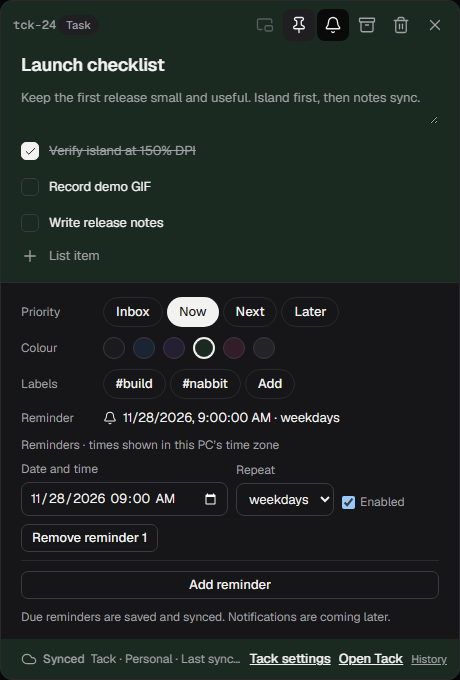 tck-24 Task
Launch checklist
Keep the first release small and useful. Island first, then notes sync.
Verify island at 150% DPI
Record demo GIF
Write release notes
List item
Priority Inbox Now Next Later
Colour
Labels #build #nabbit Add
Reminder 11/28/2026, 9:00:00 AM · weekdays
Reminders · times shown in this PC's time zone
Date and time Repeat
11/28/2026 09:00 AM weekdays Enabled
Remove reminder 1
Add reminder
Due reminders are saved and synced. Notifications are coming later.
Synced Tack · Personal · Last sync... Tack settings Open Tack History